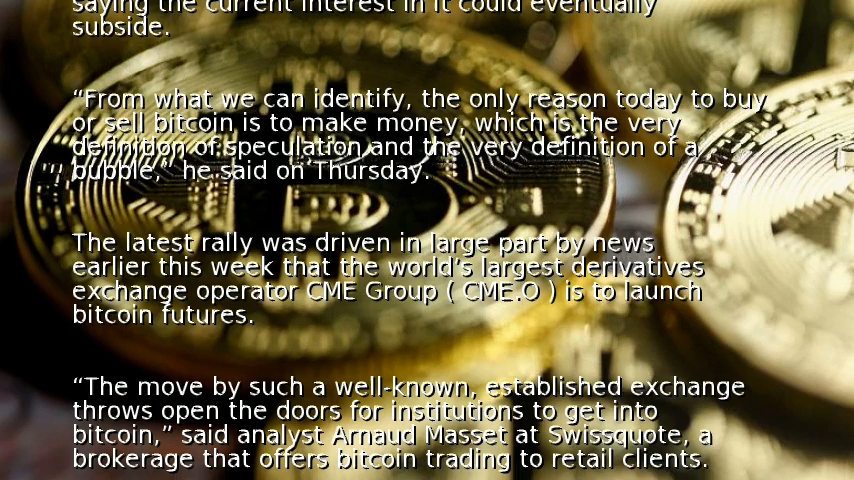 saying the current interest in it could eventually
subside.
“From what we can identify, the only reason today to buy
or sell bitcoin is to make money, which is the very
definition of speculation and the very definition of a
bubble,” he said on Thursday.
The latest rally was driven in large part by news
earlier this week that the world’s largest derivatives
exchange operator CME Group ( CME.O ) is to launch
bitcoin futures.
“The move by such a well-known, established exchange
throws open the doors for institutions to get into
bitcoin,” said analyst Arnaud Masset at Swissquote, a
brokerage that offers bitcoin trading to retail clients.